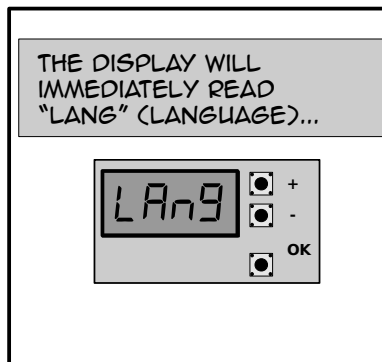 THE DISPLAY WILL
IMMEDIATELY READ
"LANG" (LANGUAGE)...
LAng
+
-
OK